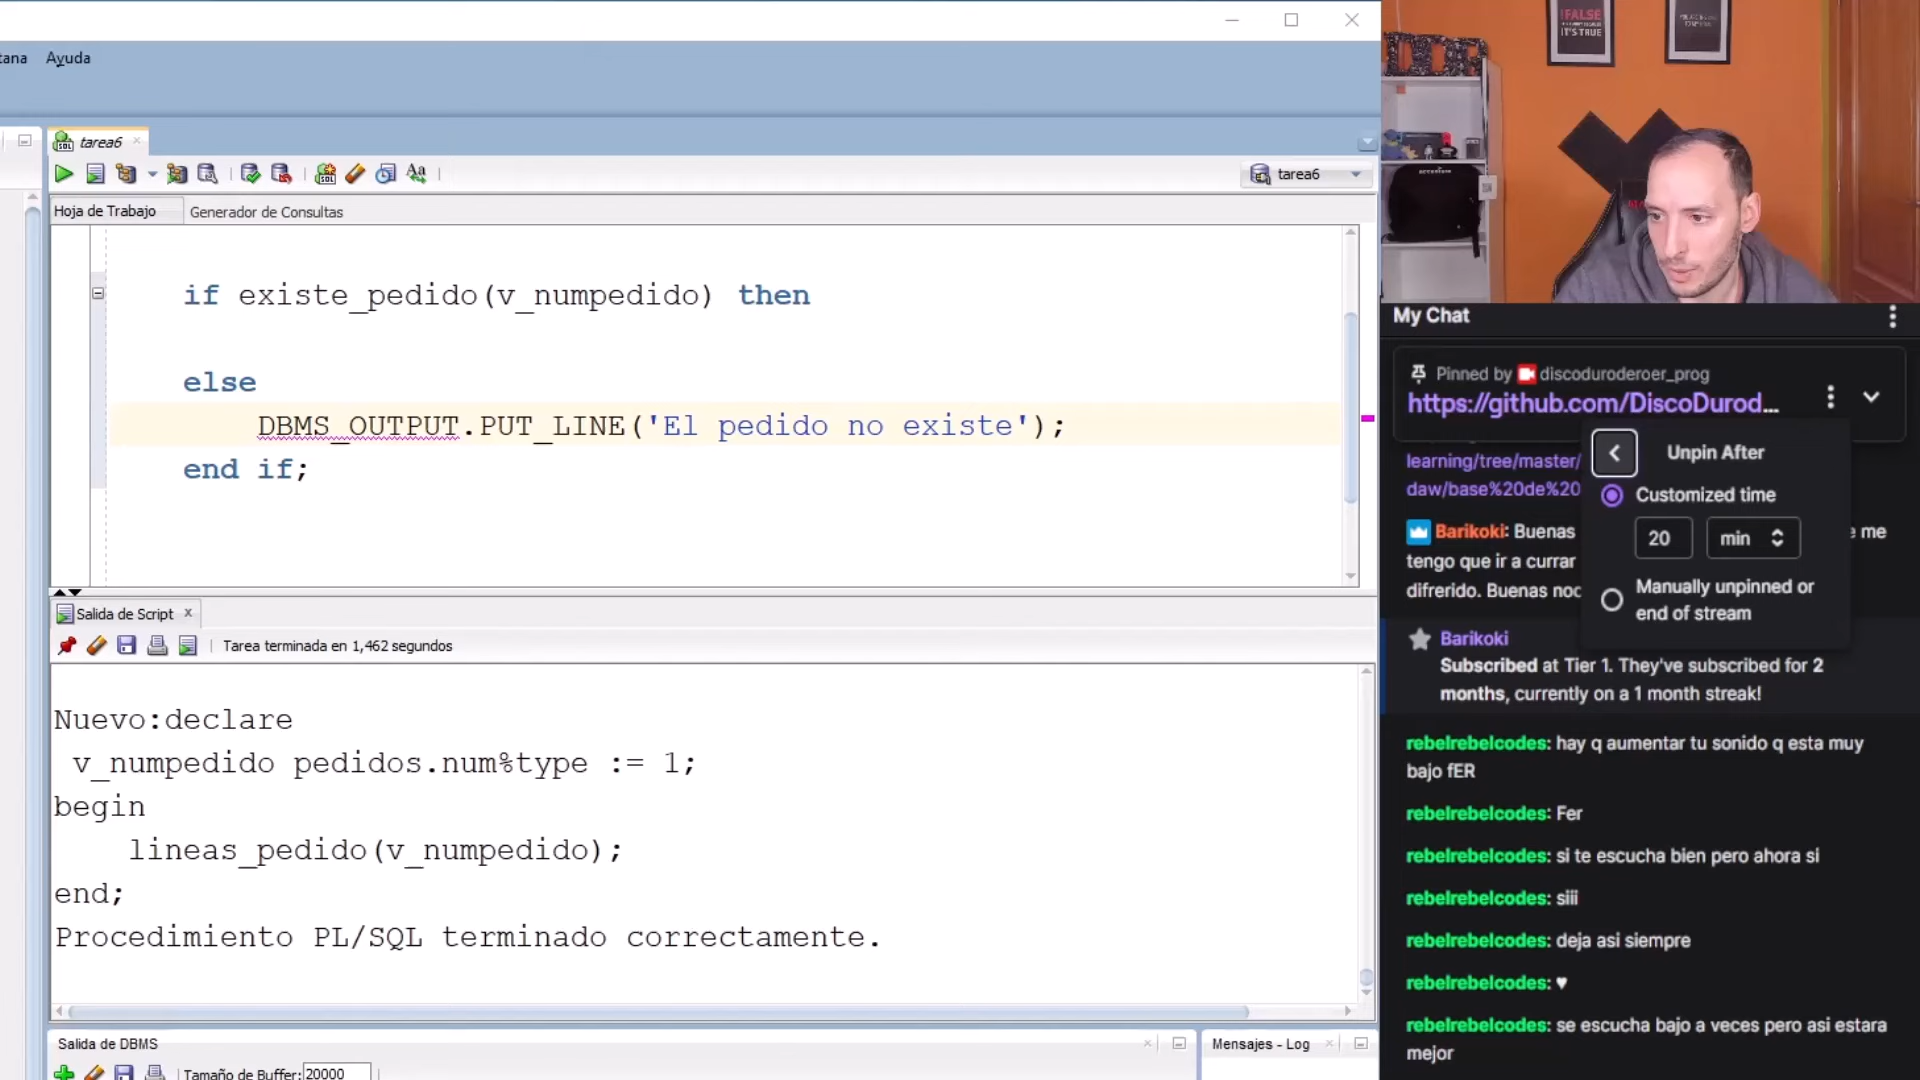 tana Ayuda
tarea6
tarea6
Hoja de Trabajo Generador de Consultas
if existe_pedido(v_numpedido) then
else
DBMS_OUTPUT.PUT_LINE('El pedido no existe');
end if;
Salida de Script
Tarea terminada en 1,462 segundos
Nuevo:declare
v_numpedido pedidos.num%type := 1;
begin
lineas_pedido(v_numpedido);
end;
Procedimiento PL/SQL terminado correctamente.
Salida de DBMS
Tamaño de Buffer: 20000
Mensajes - Log
FALSE
IT'S TRUE
My Chat
Pinned by discoduroderoer_prog
https://github.com/DiscoDurod...
learning/tree/master/
daw/base%20de%20
Unpin After
Customized time
20 min
Manually unpinned or
end of stream
Barikoki: Buenas e me
tengo que ir a currar
difrerido. Buenas noc
Barikoki
Subscribed at Tier 1. They've subscribed for 2
months, currently on a 1 month streak!
rebelrebelcodes: hay q aumentar tu sonido q esta muy
bajo fER
rebelrebelcodes: Fer
rebelrebelcodes: si te escucha bien pero ahora si
rebelrebelcodes: siii
rebelrebelcodes: deja asi siempre
rebelrebelcodes: ♥
rebelrebelcodes: se escucha bajo a veces pero asi estara
mejor